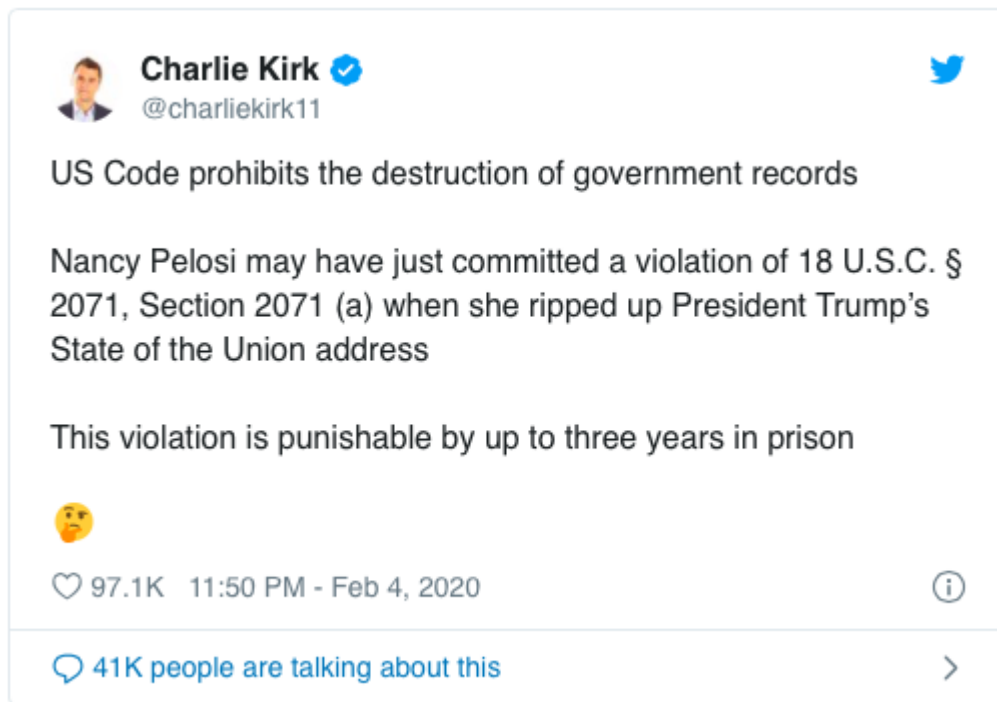 Charlie Kirk
@charliekirk11
US Code prohibits the destruction of government records
Nancy Pelosi may have just committed a violation of 18 U.S.C. §
2071, Section 2071 (a) when she ripped up President Trump’s
State of the Union address
This violation is punishable by up to three years in prison
🤔
97.1K 11:50 PM - Feb 4, 2020
41K people are talking about this